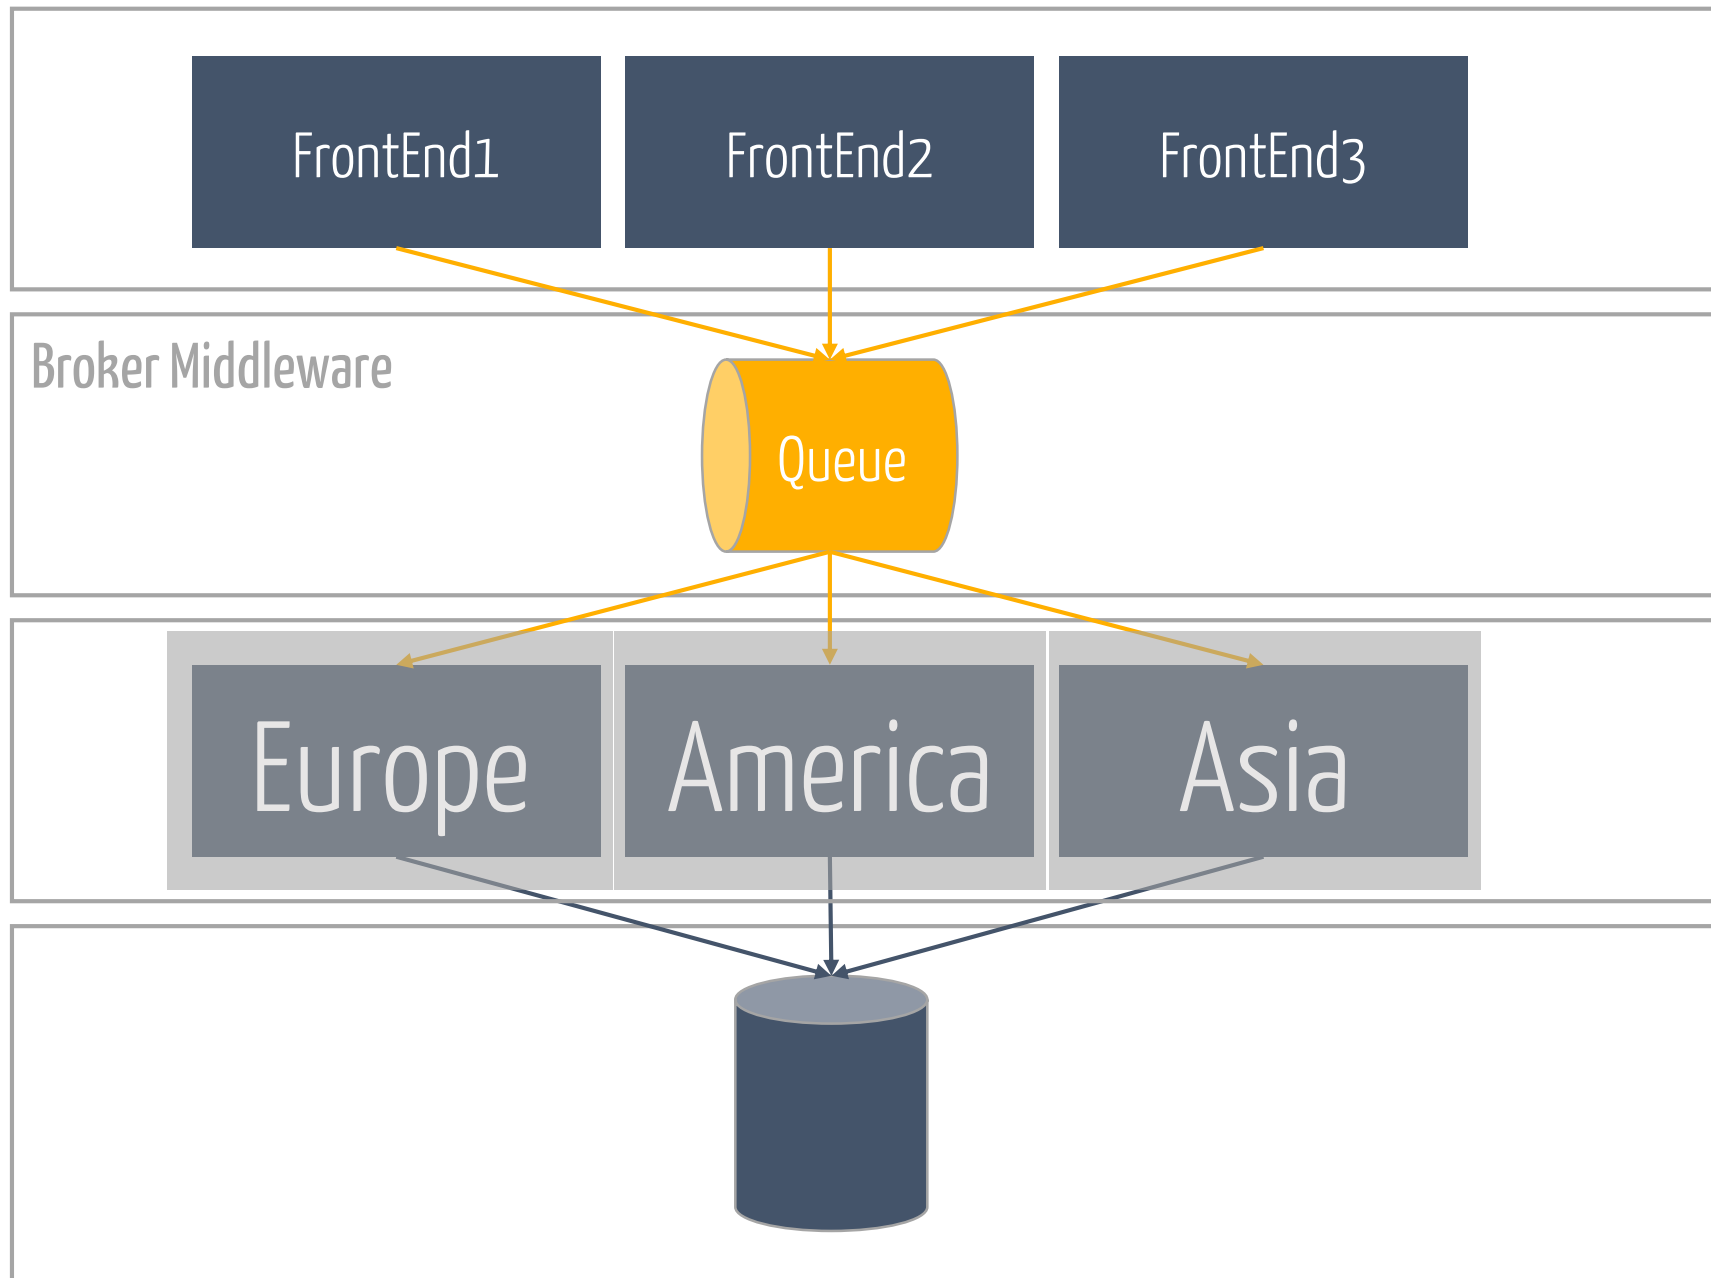 FrontEnd1
FrontEnd2
FrontEnd3
Broker Middleware
Queue
Europe
America
Asia